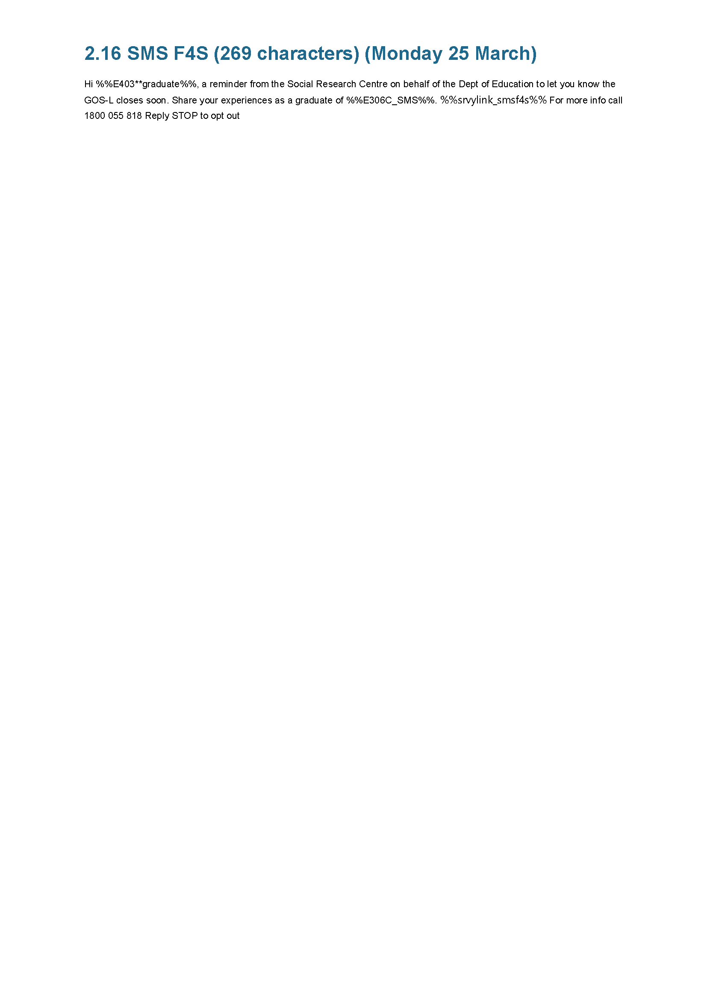 2.16 SMS F4S (269 characters) (Monday 25 March)
Hi %%E403**graduate%%, a reminder from the Social Research Centre on behalf of the Dept of Education to let you know the
GOS-L closes soon. Share your experiences as a graduate of %%E306C_SMS%%. %%srvylink_smsf4s%% For more info call
1800 055 818 Reply STOP to opt out